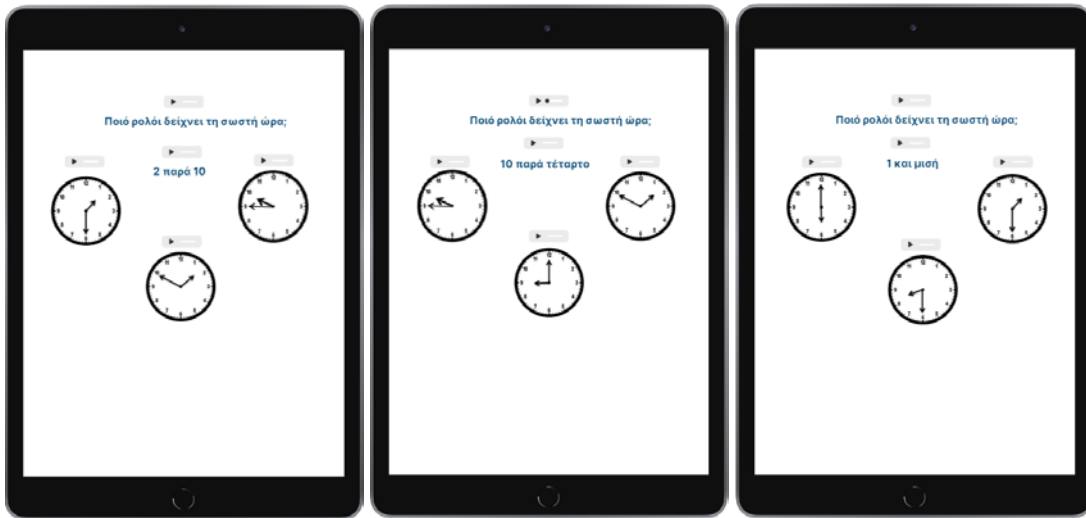 Ποιό ρολόι δείχνει τη σωστή ώρα;
2 παρά 10
Ποιό ρολόι δείχνει τη σωστή ώρα;
10 παρά τέταρτο
Ποιό ρολόι δείχνει τη σωστή ώρα;
1 και μισή